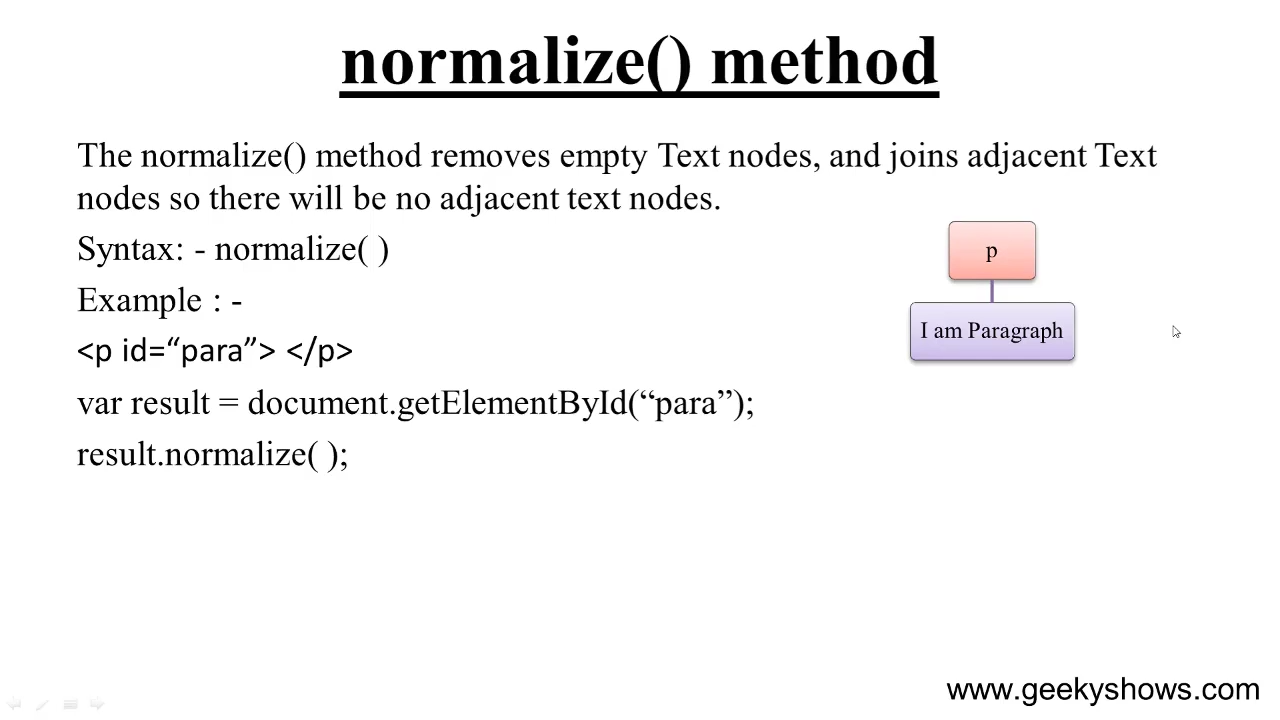 normalize() method
The normalize() method removes empty Text nodes, and joins adjacent Text
nodes so there will be no adjacent text nodes.
Syntax: - normalize( )
Example : -
<p id=“para”> </p>
var result = document.getElementById(“para”);
result.normalize( );
p
I am Paragraph
www.geekyshows.com